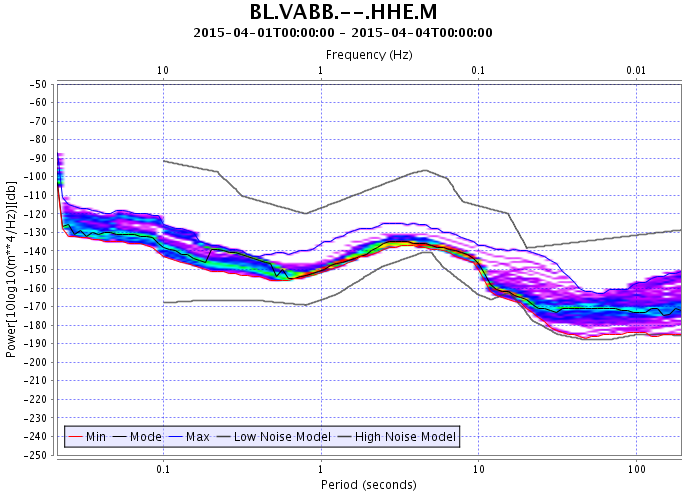 BL.VABB.--.HHE.M
2015-04-01T00:00:00 - 2015-04-04T00:00:00
Frequency (Hz)
10 1 0.1 0.01
-50
-60
-70
-80
-90
-100
-110
-120
-130
-140
-150
-160
-170
-180
-190
-200
-210
-220
-230
-240
-250
Power[10log10(m**4/Hz)][db]
Min Mode Max Low Noise Model High Noise Model
0.1 1 10 100
Period (seconds)